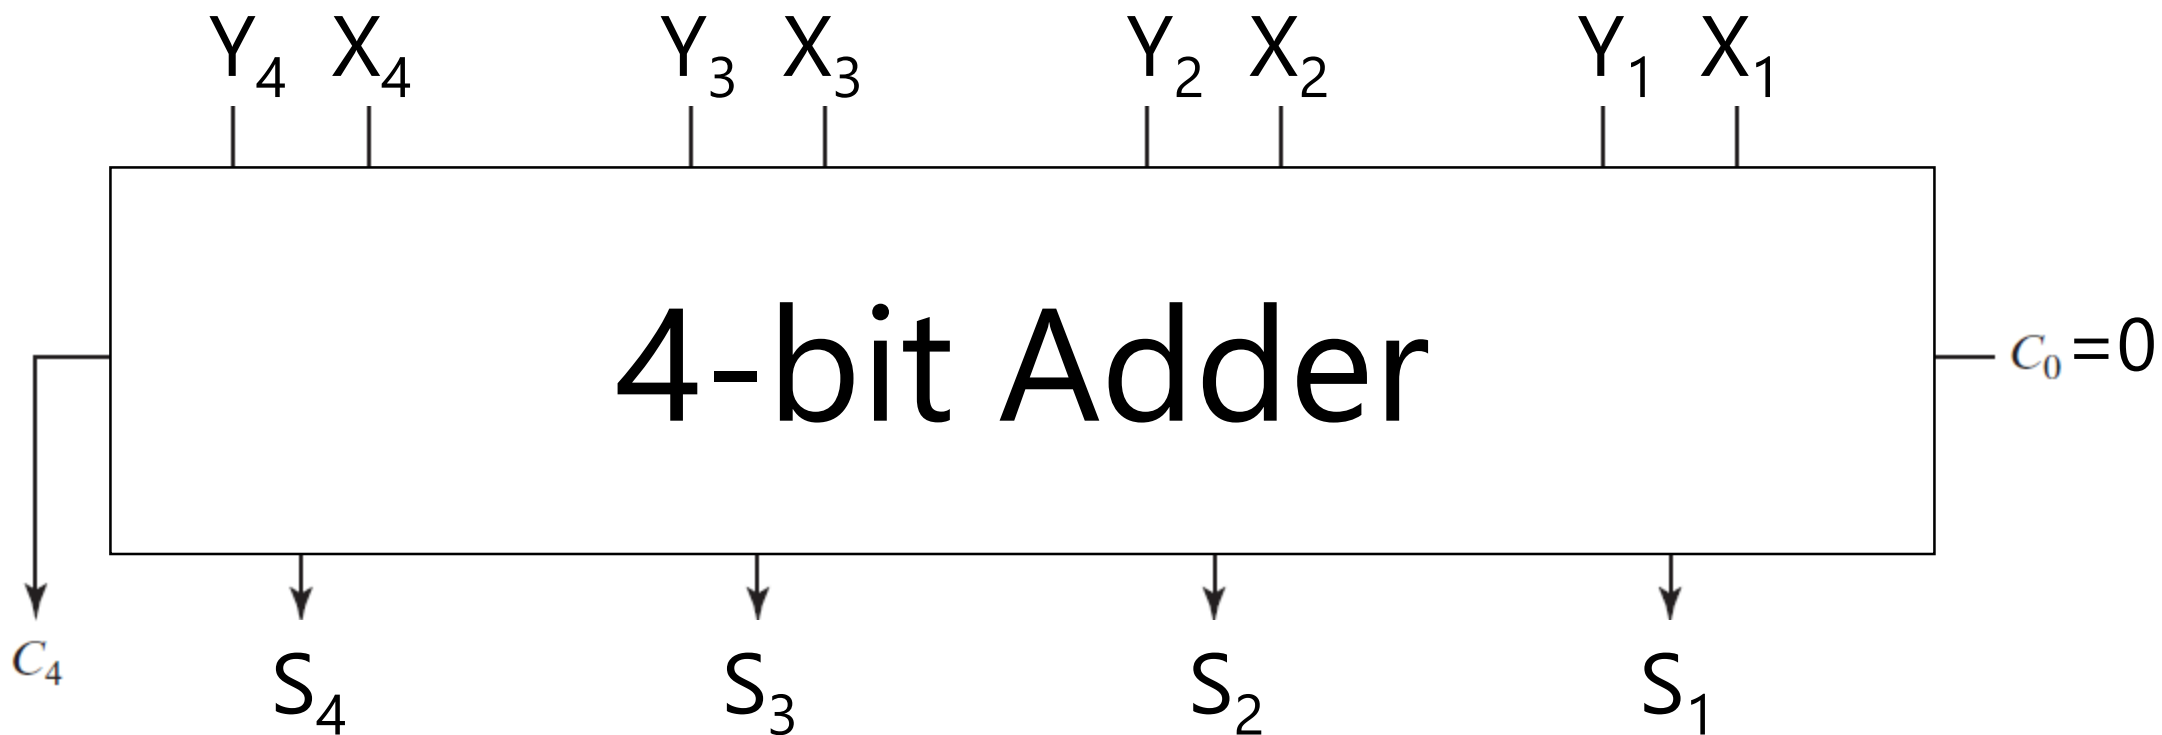 Y₄ X₄ Y₃ X₃ Y₂ X₂ Y₁ X₁
4-bit Adder
C₀ =0
C₄
S₄ S₃ S₂ S₁